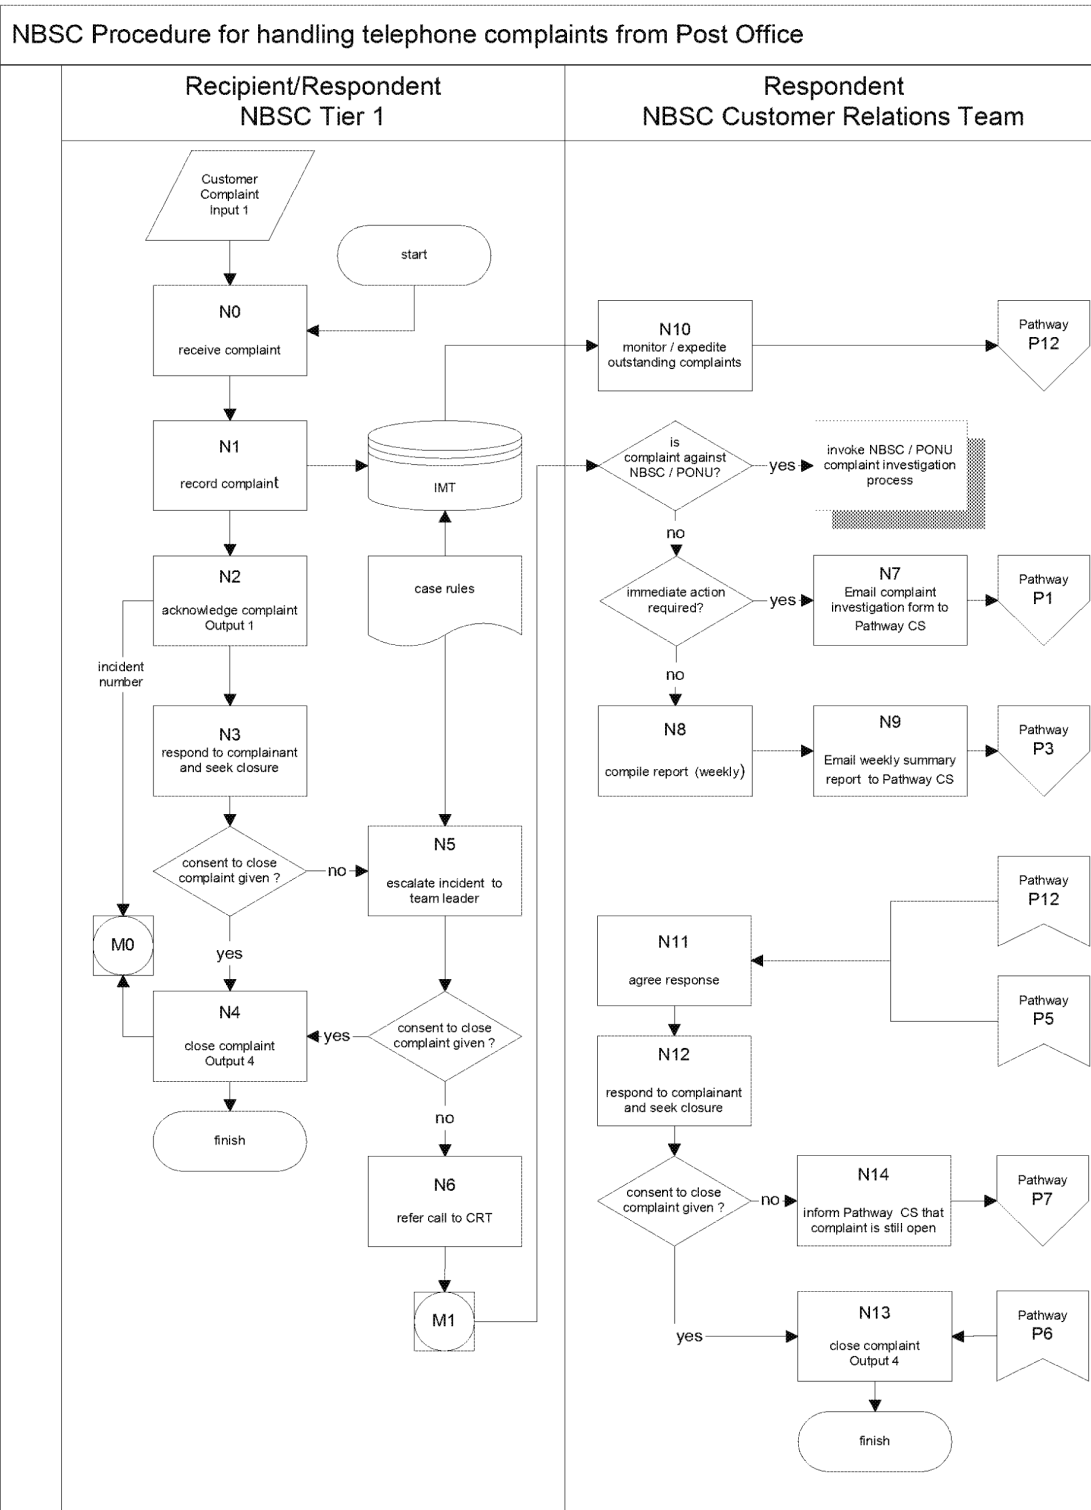 NBSC Procedure for handling telephone complaints from Post Office
Recipient/Respondent
NBSC Tier 1
Customer
Complaint
Input 1
start
N0
receive complaint
N1
record complaint
IMT
N2
acknowledge complaint
Output 1
case rules
incident
number
N3
respond to complainant
and seek closure
consent to close
complaint given ?
no
N5
escalate incident to
team leader
M0
yes
N4
close complaint
Output 4
yes
consent to close
complaint given ?
finish
no
N6
refer call to CRT
M1
Respondent
NBSC Customer Relations Team
N10
monitor / expedite
outstanding complaints
Pathway
P12
is
complaint against
NBSC / PONU?
yes
invoke NBSC / PONU
complaint investigation
process
no
immediate action
required?
yes
N7
Email complaint
investigation form to
Pathway CS
Pathway
P1
no
N8
compile report (weekly)
N9
Email weekly summary
report to Pathway CS
Pathway
P3
Pathway
P12
N11
agree response
Pathway
P5
N12
respond to complainant
and seek closure
consent to close
complaint given ?
no
N14
inform Pathway CS that
complaint is still open
Pathway
P7
yes
N13
close complaint
Output 4
Pathway
P6
finish